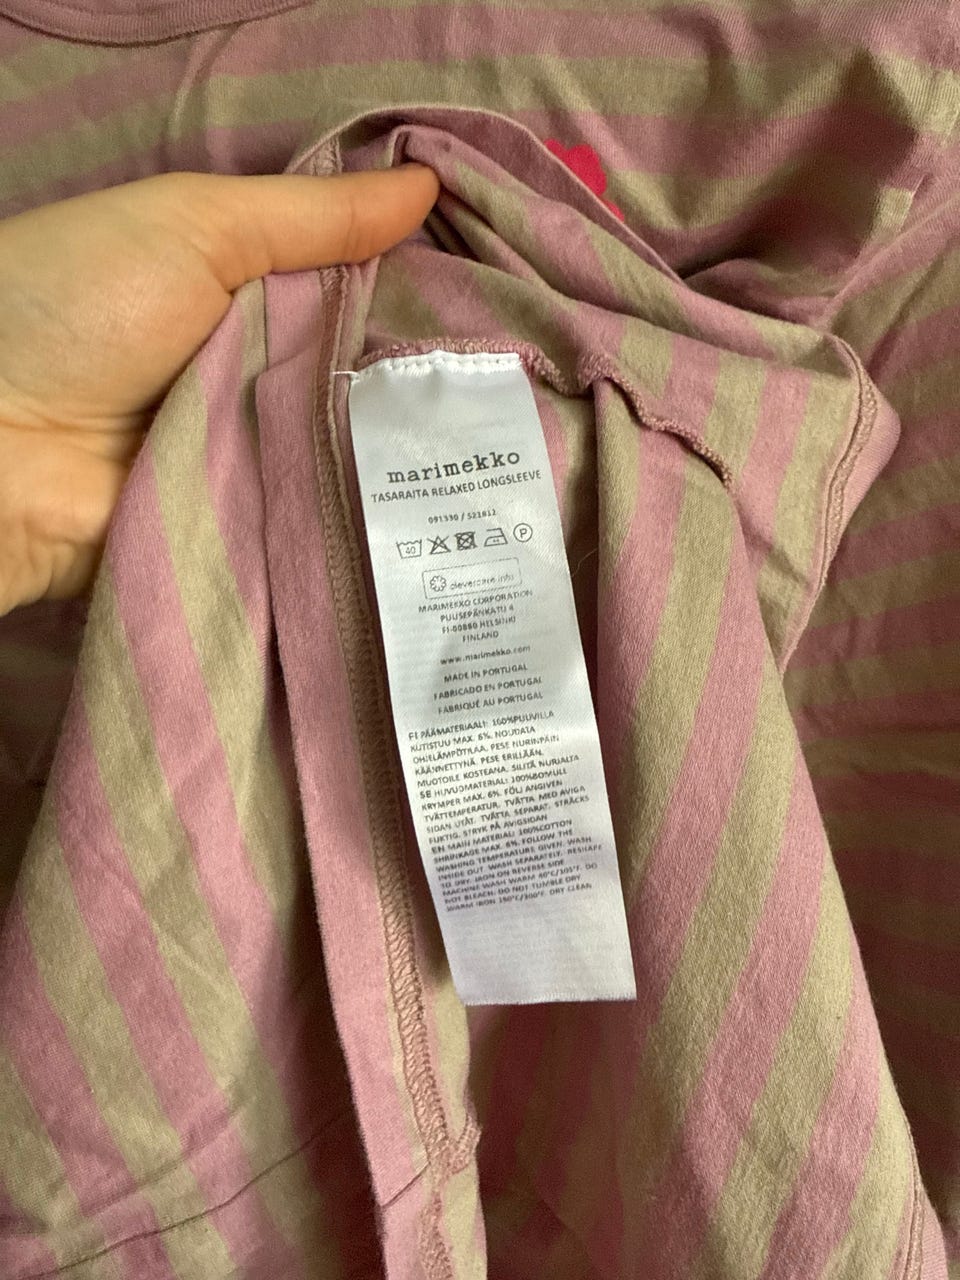 marimekko
TASARAITA RELAXED LONGSLEEVE
091330 / 521812
40 P
clevercare.info
MARIMEKKO CORPORATION
PUUSEPÄNKATU 4
FI-00880 HELSINKI
FINLAND
www.marimekko.com
MADE IN PORTUGAL
FABRICADO EN PORTUGAL
FABRIQUÉ AU PORTUGAL
FI PÄÄMATERIAALI: 100%PUUVILLA
KUTISTUU MAX. 6%. NOUDATA
OHJELÄMPÖTILAA. PESE NURINPÄIN
KÄÄNNETTYNÄ. PESE ERILLÄÄN.
MUOTOILE KOSTEANA. SILITÄ NURJALTA
SE HUVUDMATERIAL: 100%BOMULL
KRYMPER MAX. 6%. FÖLJ ANGIVEN
TVÄTTEMPERATUR. TVÄTTA MED AVIGA
SIDAN UTÅT. TVÄTTA SEPARAT. STRÄCKS
FUKTIG. STRYK PÅ AVIGSIDAN
EN MAIN MATERIAL: 100%COTTON
SHRINKAGE MAX. 6%. FOLLOW THE
WASHING TEMPERATURE GIVEN. WASH
INSIDE OUT. WASH SEPARATELY. RESHAPE
TO DRY. IRON ON REVERSE SIDE
MACHINE WASH WARM 40°C/105°F. DO
NOT BLEACH. DO NOT TUMBLE DRY
WARM IRON 150°C/300°F. DRY CLEAN